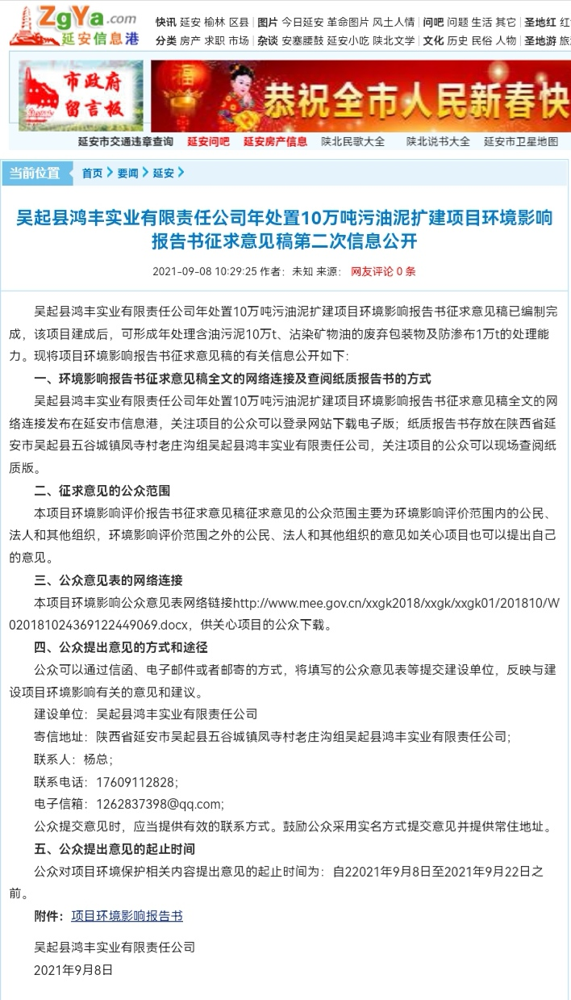 ZgYa.com
延安信息港
快讯 延安 榆林 区县 | 图片 今日延安 革命图片 风土人情 | 问吧 问题 生活 其它 | 圣地红 红
分类 房产 求职 市场 | 杂谈 安塞腰鼓 延安小吃 陕北文学 | 文化 历史 民俗 人物 | 圣地游 旅
市政府
留言板
福
恭祝全市人民新春快
延安市交通违章查询 延安问吧 延安房产信息 陕北民歌大全 陕北说书大全 延安市卫星地图
当前位置 首页 > 要闻 > 延安 >
吴起县鸿丰实业有限责任公司年处置10万吨污油泥扩建项目环境影响
报告书征求意见稿第二次信息公开
2021-09-08 10:29:25 作者：未知 来源： 网友评论 0 条
吴起县鸿丰实业有限责任公司年处置10万吨污油泥扩建项目环境影响报告书征求意见稿已编制完
成，该项目建成后，可形成年处理含油污泥10万t、沾染矿物油的废弃包装物及防渗布1万t的处理能
力。现将项目环境影响报告书征求意见稿的有关信息公开如下：
一、环境影响报告书征求意见稿全文的网络连接及查阅纸质报告书的方式
吴起县鸿丰实业有限责任公司年处置10万吨污油泥扩建项目环境影响报告书征求意见稿全文的网
络连接发布在延安市信息港，关注项目的公众可以登录网站下载电子版；纸质报告书存放在陕西省延
安市吴起县五谷城镇凤寺村老庄沟组吴起县鸿丰实业有限责任公司，关注项目的公众可以现场查阅纸
质版。
二、征求意见的公众范围
本项目环境影响评价报告书征求意见稿征求意见的公众范围主要为环境影响评价范围内的公民、
法人和其他组织，环境影响评价范围之外的公民、法人和其他组织的意见如关心项目也可以提出自己
的意见。
三、公众意见表的网络连接
本项目环境影响公众意见表网络链接http://www.mee.gov.cn/xxgk2018/xxgk/xxgk01/201810/W
020181024369122449069.docx，供关心项目的公众下载。
四、公众提出意见的方式和途径
公众可以通过信函、电子邮件或者邮寄的方式，将填写的公众意见表等提交建设单位，反映与建
设项目环境影响有关的意见和建议。
建设单位：吴起县鸿丰实业有限责任公司
寄信地址：陕西省延安市吴起县五谷城镇凤寺村老庄沟组吴起县鸿丰实业有限责任公司；
联系人：杨总；
联系电话：17609112828；
电子信箱：1262837398@qq.com;
公众提交意见时，应当提供有效的联系方式。鼓励公众采用实名方式提交意见并提供常住地址。
五、公众提出意见的起止时间
公众对项目环境保护相关内容提出意见的起止时间为：自22021年9月8日至2021年9月22日之
前。
附件：项目环境影响报告书
吴起县鸿丰实业有限责任公司
2021年9月8日